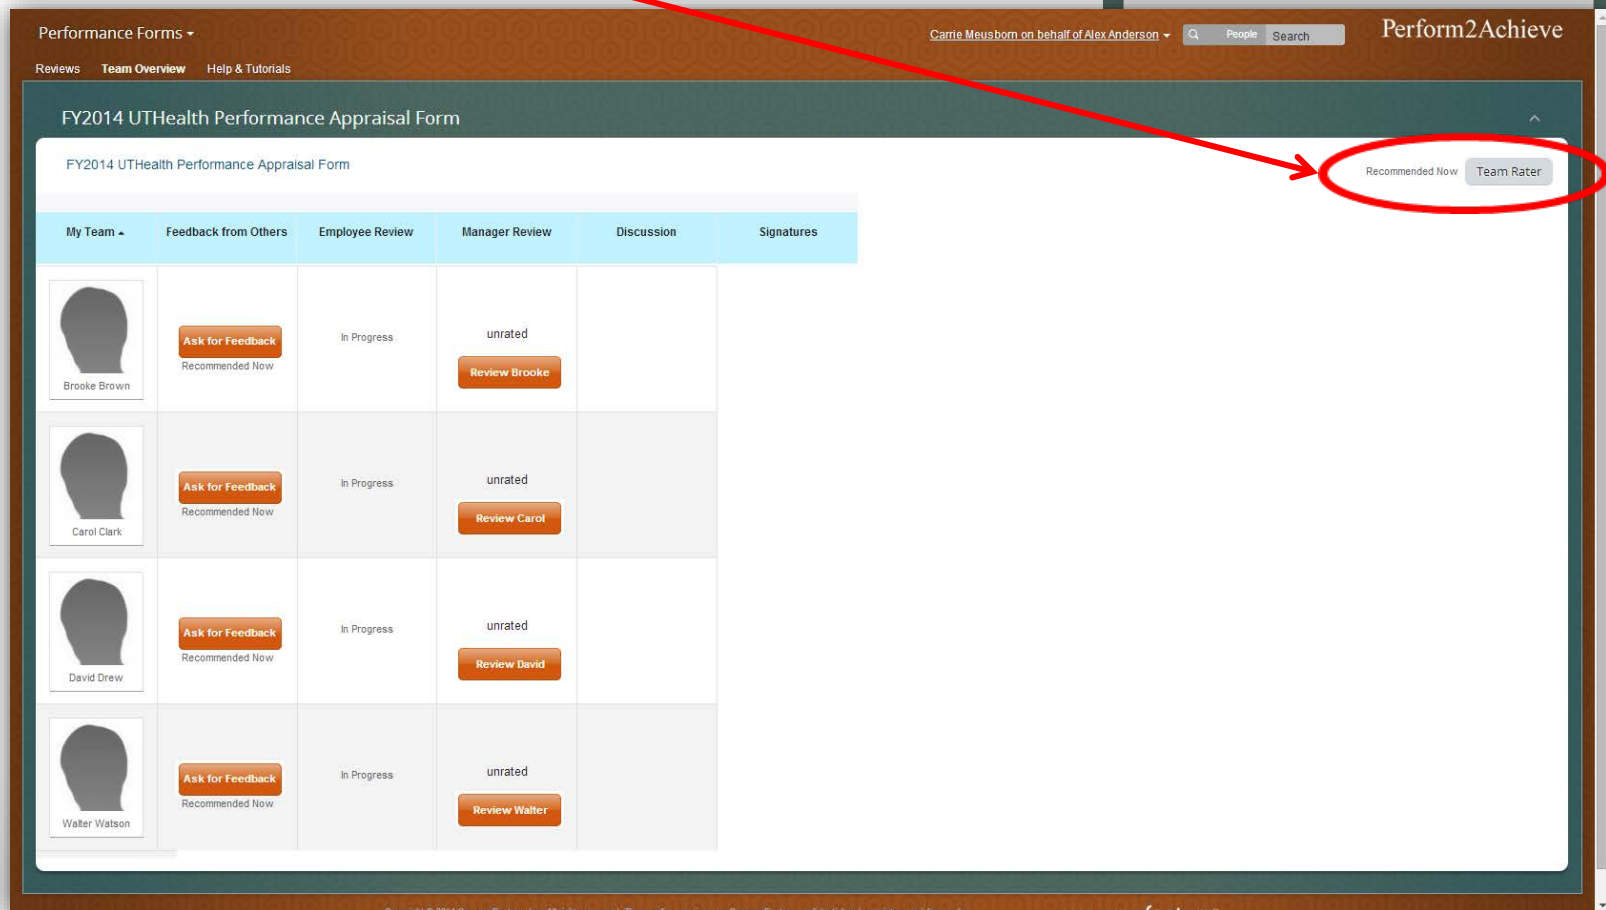 Performance Forms
Carrie Meusborn on behalf of Alex Anderson
People
Search
Perform2Achieve
Reviews Team Overview Help & Tutorials
FY2014 UTHealth Performance Appraisal Form
FY2014 UTHealth Performance Appraisal Form
Recommended Now Team Rater
My Team Feedback from Others Employee Review Manager Review Discussion Signatures
Ask for Feedback
Recommended Now
In Progress
unrated
Review Brooke
Brooke Brown
Ask for Feedback
Recommended Now
In Progress
unrated
Review Carol
Carol Clark
Ask for Feedback
Recommended Now
In Progress
unrated
Review David
David Drew
Ask for Feedback
Recommended Now
In Progress
unrated
Review Walter
Walter Watson